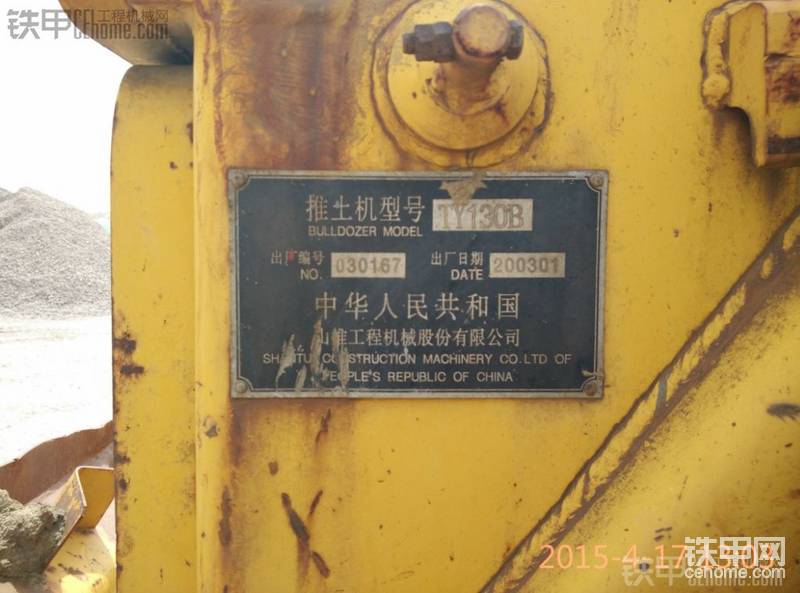 铁甲工程机械网
CEhome.com
推土机型号 TY130B
BULLDOZER MODEL
出厂编号 030167 出厂日期 200301
NO. DATE
中华人民共和国
山推工程机械股份有限公司
CONSTRUCTION MACHINERY CO.LTD OF
PEOPLE'S REPUBLIC OF CHINA
2015-4-17
铁甲网
cehome.com